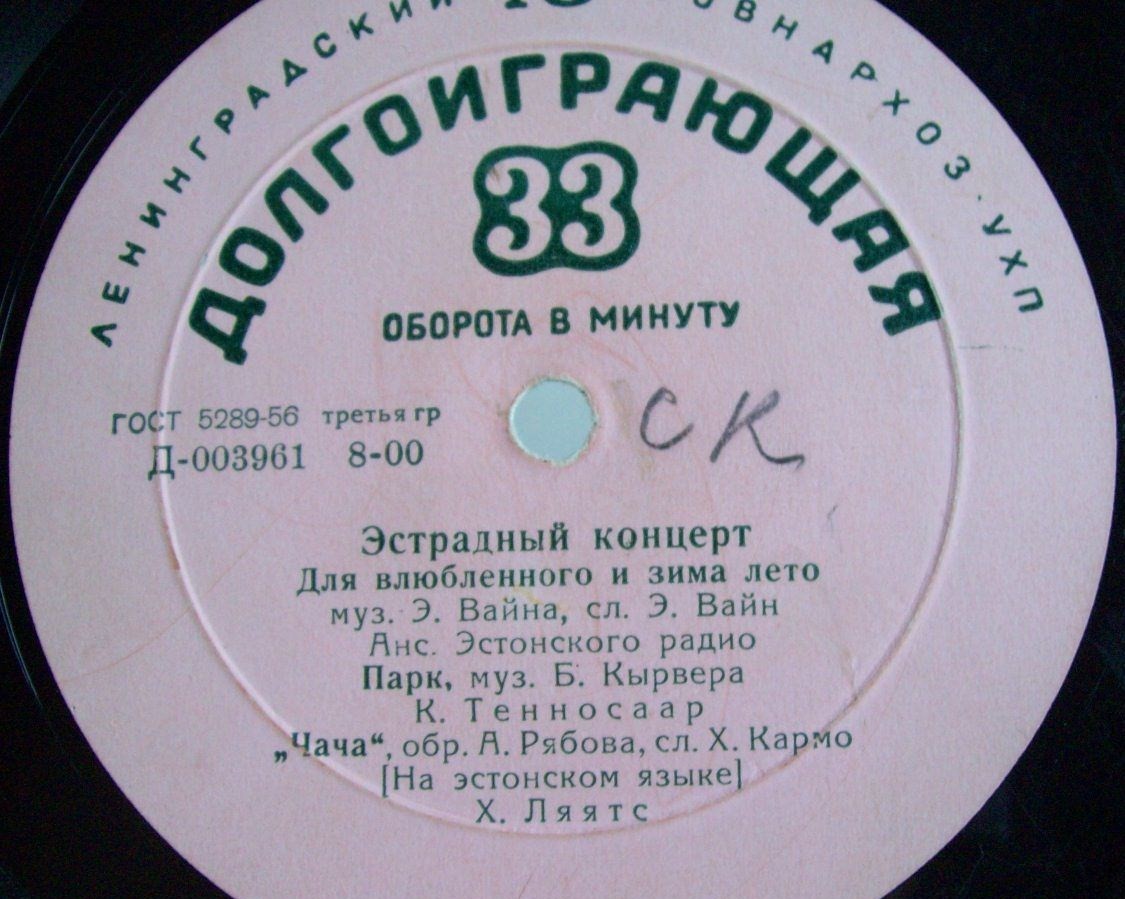 ЛЕНИНГРАДСКИЙ ОВНАРХОЗ · УХП
ДОЛГОИГРАЮЩАЯ
33
ОБОРОТА В МИНУТУ
ГОСТ 5289-56 третья гр
Д-003961 8-00
СК
Эстрадный концерт
Для влюбленного и зима лето
муз. Э. Вайна, сл. Э. Вайн
Анс. Эстонского радио
Парк, муз. Б. Кырвера
К. Тенносаар
„Чача“, обр. А. Рябова, сл. Х. Кармо
[На эстонском языке]
Х. Ляятс